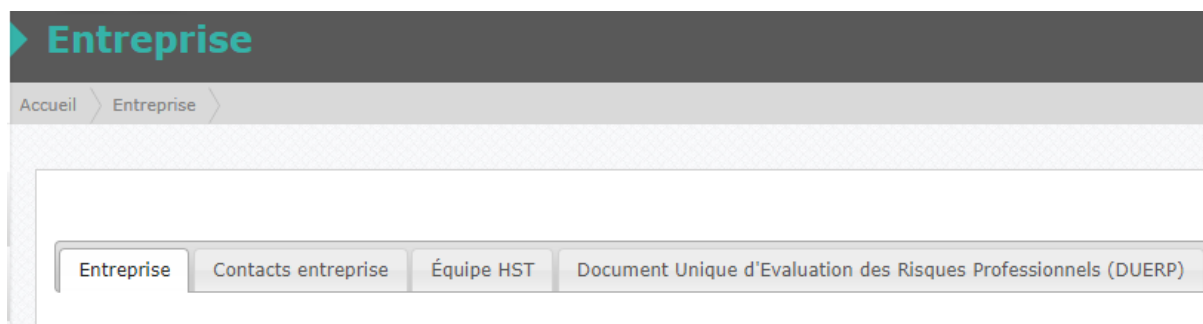 Entreprise
Accueil Entreprise
Entreprise Contacts entreprise Équipe HST Document Unique d'Evaluation des Risques Professionnels (DUERP)